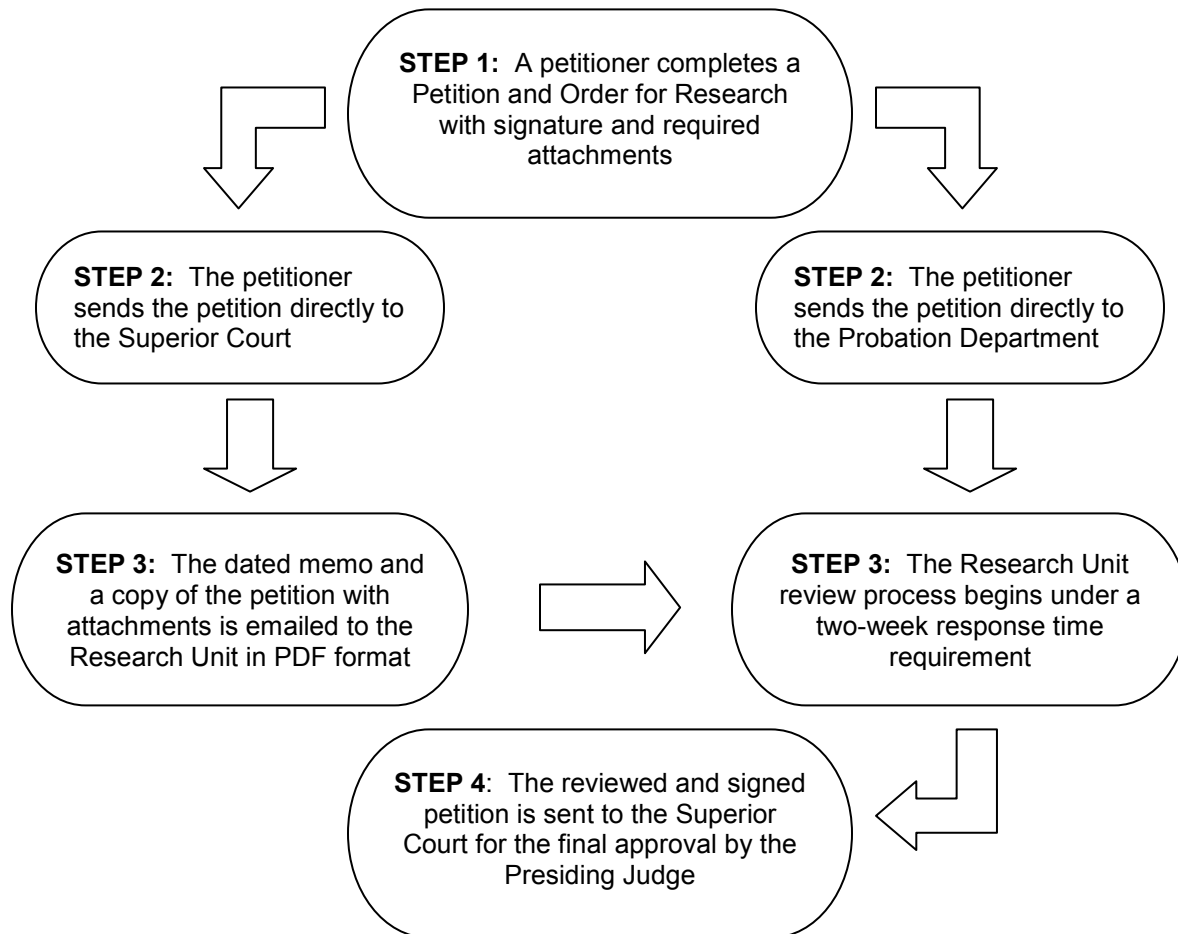 STEP 1: A petitioner completes a
Petition and Order for Research
with signature and required
attachments
STEP 2: The petitioner
sends the petition directly to
the Superior Court
STEP 2: The petitioner
sends the petition directly to
the Probation Department
STEP 3: The dated memo and
a copy of the petition with
attachments is emailed to the
Research Unit in PDF format
STEP 3: The Research Unit
review process begins under a
two-week response time
requirement
STEP 4: The reviewed and signed
petition is sent to the Superior
Court for the final approval by the
Presiding Judge